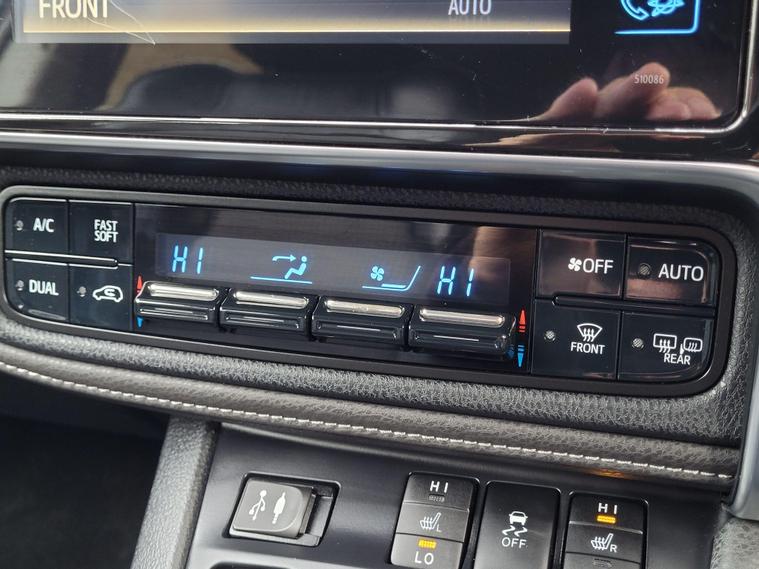 FRONT
AUTO
510086
A/C
FAST
SOFT
DUAL
HI
HI
OFF
AUTO
FRONT
REAR
HI
L
LO
OFF
HI
R